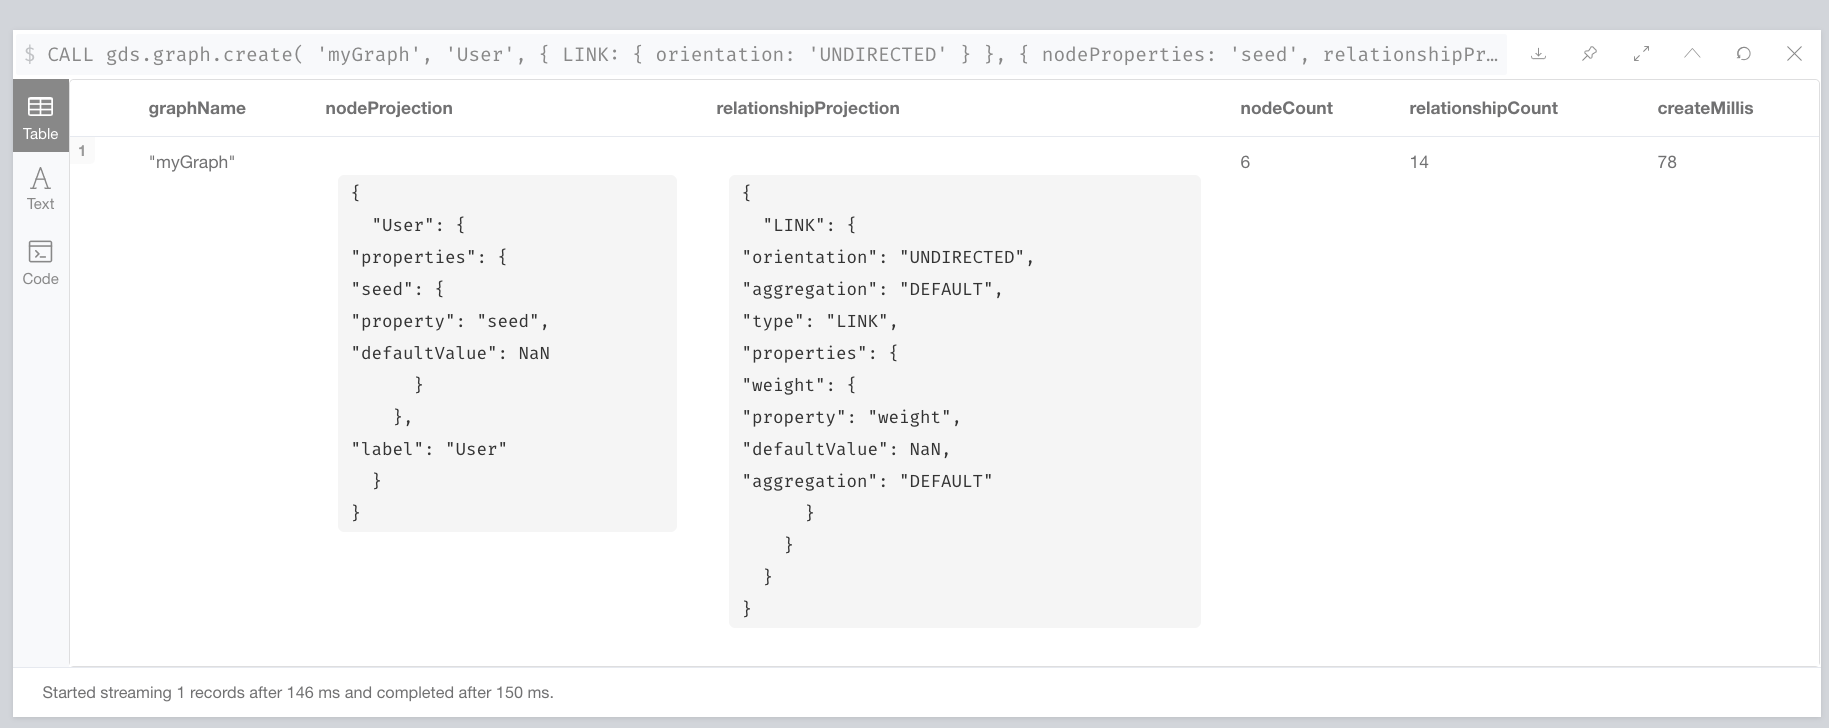 $ CALL gds.graph.create( 'myGraph', 'User', { LINK: { orientation: 'UNDIRECTED' } }, { nodeProperties: 'seed', relationshipPr…
Table
Text
Code
graphName nodeProjection relationshipProjection nodeCount relationshipCount createMillis
1 "myGraph" 6 14 78
{
"User": {
"properties": {
"seed": {
"property": "seed",
"defaultValue": NaN
}
},
"label": "User"
}
}
{
"LINK": {
"orientation": "UNDIRECTED",
"aggregation": "DEFAULT",
"type": "LINK",
"properties": {
"weight": {
"property": "weight",
"defaultValue": NaN,
"aggregation": "DEFAULT"
}
}
}
}
Started streaming 1 records after 146 ms and completed after 150 ms.